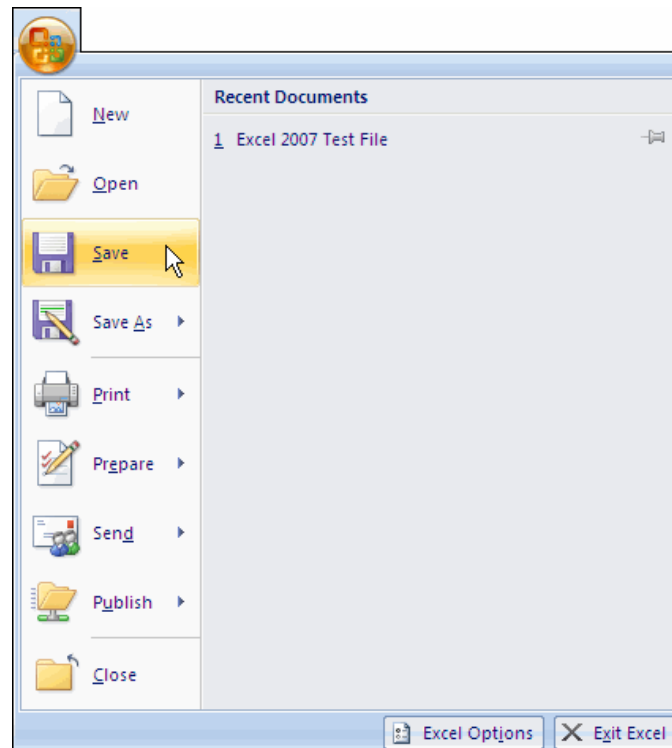 New
Open
Save
Save As
Print
Prepare
Send
Publish
Close
Recent Documents
1 Excel 2007 Test File
Excel Options
Exit Excel